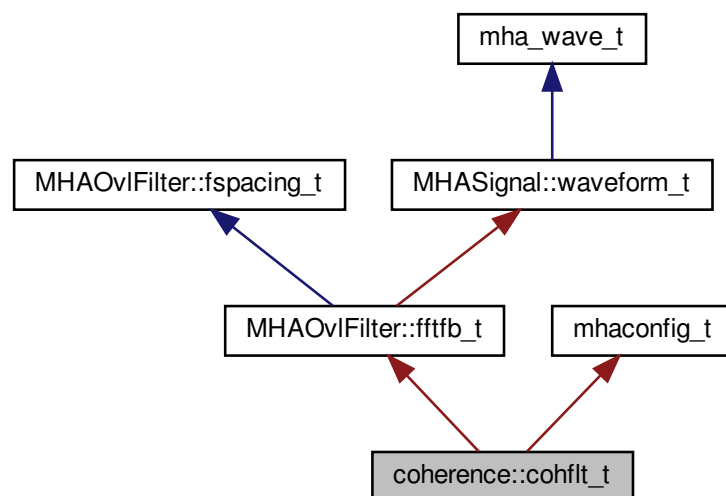 mha_wave_t
MHAOvlFilter::fspacing_t
MHASignal::waveform_t
MHAOvlFilter::fftfb_t
mhaconfig_t
coherence::cohflt_t